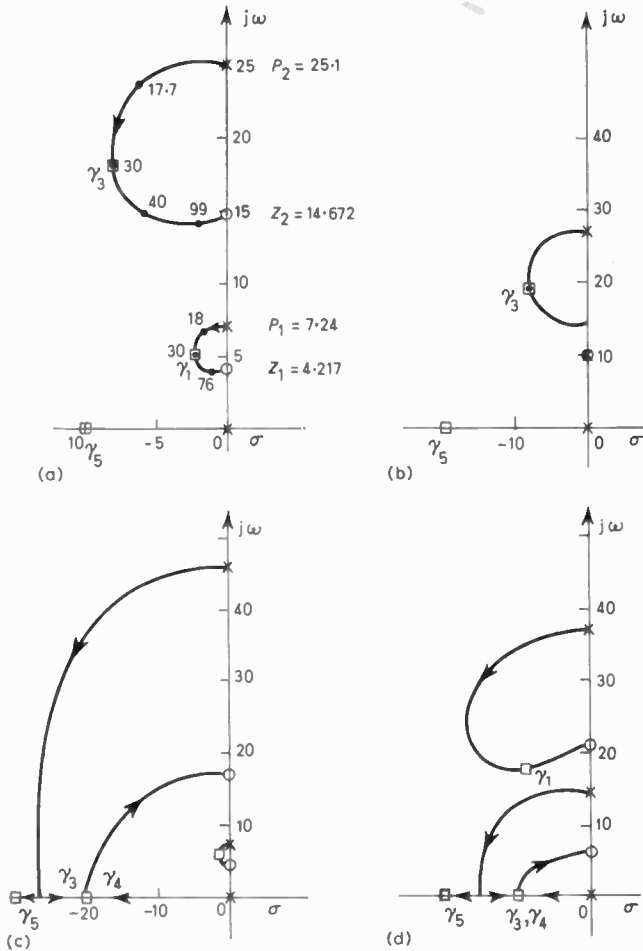 jω
25 P₂ = 25·1
17·7
20
γ₃ 30
40 99 15 Z₂ = 14·672
10
18 P₁ = 7·24
30 γ₁ 5
76 Z₁ = 4·217
10 γ₅ -5 0 σ
(a)
jω
40
30
γ₃ 20
10
γ₅ -10 0 σ
(b)
jω
40
30
20
10
γ₅ γ₃ -20 γ₄ -10 0 σ
(c)
jω
40
30
20
γ₁
10
γ₅ γ₃, γ₄ 0 σ
(d)